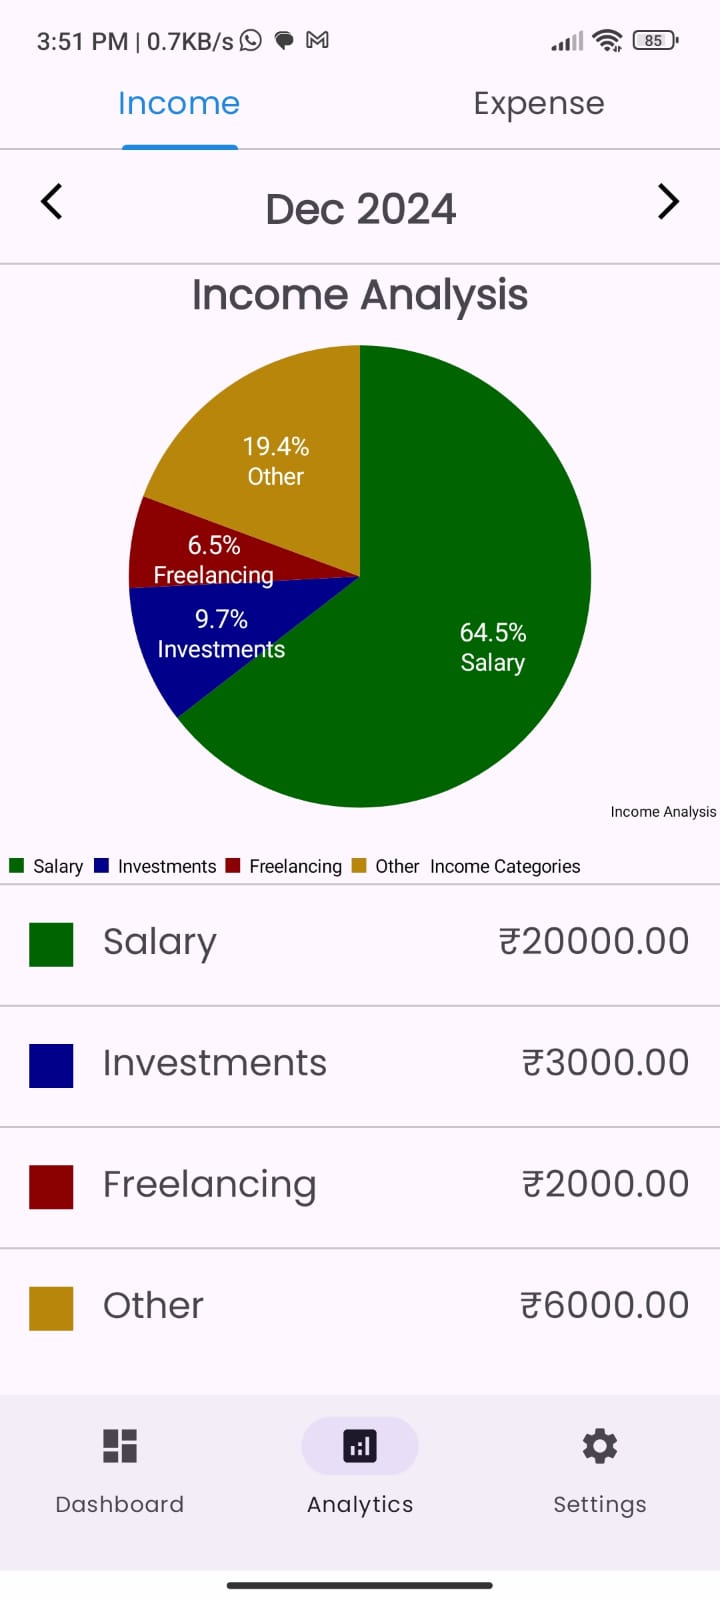 3:51 PM | 0.7KB/s 85
Income Expense
Dec 2024
Income Analysis
19.4%
Other
6.5%
Freelancing
9.7%
Investments
64.5%
Salary
Income Analysis
Salary Investments Freelancing Other Income Categories
Salary ₹20000.00
Investments ₹3000.00
Freelancing ₹2000.00
Other ₹6000.00
Dashboard Analytics Settings